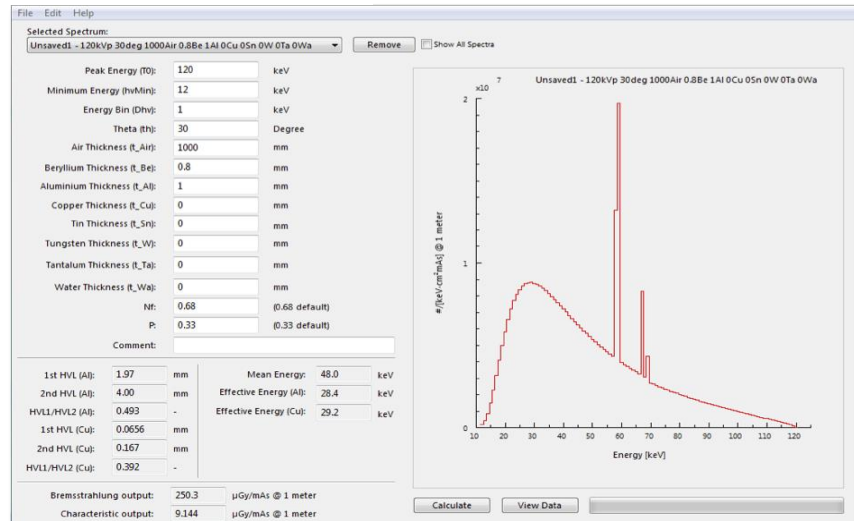 File Edit Help
Selected Spectrum:
Unsaved1 - 120kVp 30deg 1000Air 0.8Be 1Al 0Cu 0Sn 0W 0Ta 0Wa Remove Show All Spectra
Peak Energy (T0): 120 keV
Minimum Energy (hvMin): 12 keV
Energy Bin (Dhv): 1 keV
Theta (th): 30 Degree
Air Thickness (t_Air): 1000 mm
Beryllium Thickness (t_Be): 0.8 mm
Aluminium Thickness (t_Al): 1 mm
Copper Thickness (t_Cu): 0 mm
Tin Thickness (t_Sn): 0 mm
Tungsten Thickness (t_W): 0 mm
Tantalum Thickness (t_Ta): 0 mm
Water Thickness (t_Wa): 0 mm
Nf: 0.68 (0.68 default)
P: 0.33 (0.33 default)
Comment:
1st HVL (Al): 1.97 mm
2nd HVL (Al): 4.00 mm
HVL1/HVL2 (Al): 0.493 -
1st HVL (Cu): 0.0656 mm
2nd HVL (Cu): 0.167 mm
HVL1/HVL2 (Cu): 0.392 -
Mean Energy: 48.0 keV
Effective Energy (Al): 28.4 keV
Effective Energy (Cu): 29.2 keV
Bremsstrahlung output: 250.3 µGy/mAs @ 1 meter
Characteristic output: 9.144 µGy/mAs @ 1 meter
x10 7
Unsaved1 - 120kVp 30deg 1000Air 0.8Be 1Al 0Cu 0Sn 0W 0Ta 0Wa
2
1
0
#/[keV-cm²mAs] @ 1 meter
10 20 30 40 50 60 70 80 90 100 110 120
Energy [keV]
Calculate View Data